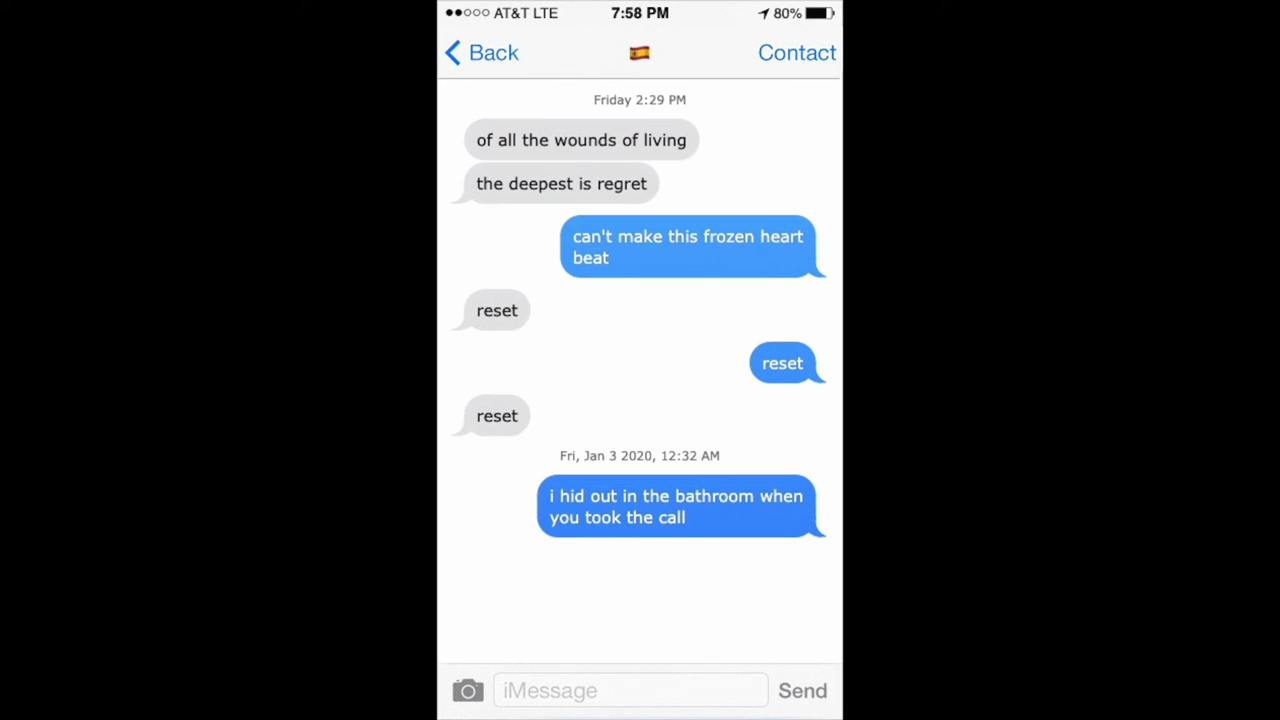 AT&T LTE 7:58 PM 80%
Back Contact
Friday 2:29 PM
of all the wounds of living
the deepest is regret
can't make this frozen heart
beat
reset
reset
reset
Fri, Jan 3 2020, 12:32 AM
i hid out in the bathroom when
you took the call
iMessage Send